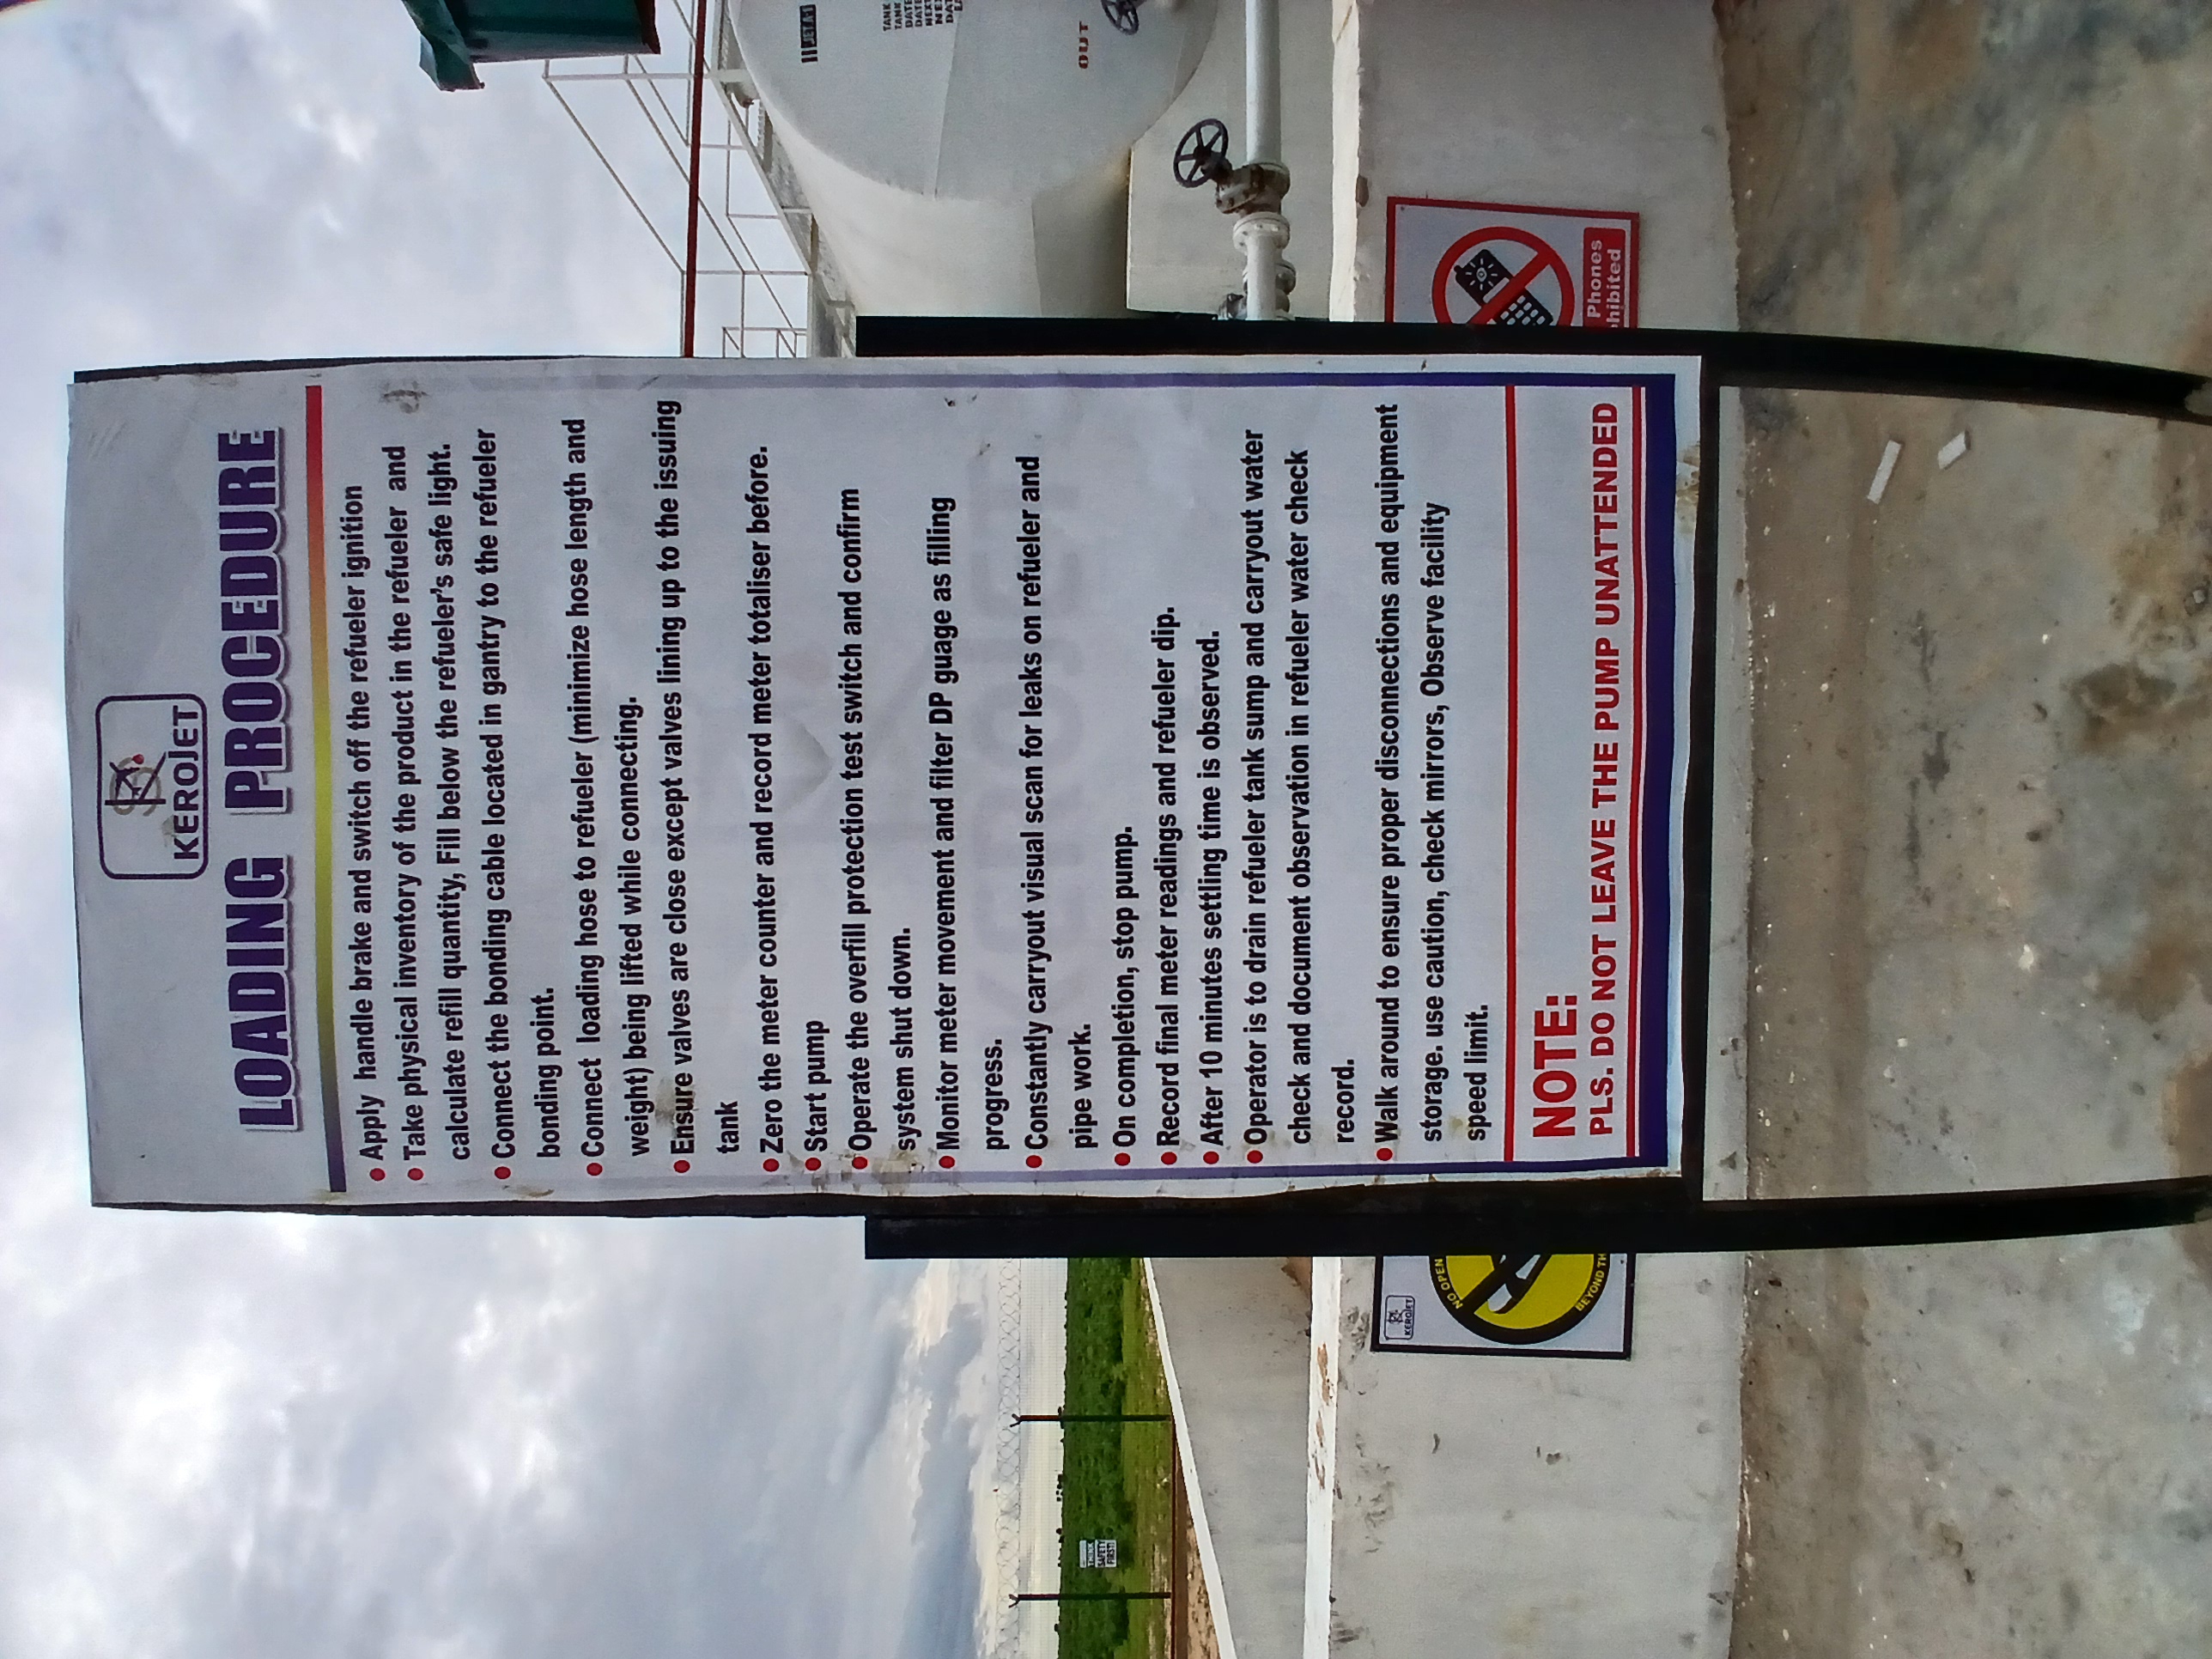 KEROJET
LOADING PROCEDURE
Apply handle brake and switch off the refueler ignition
Take physical inventory of the product in the refueler and
calculate refill quantity, Fill below the refueler's safe light.
Connect the bonding cable located in gantry to the refueler
bonding point.
Connect loading hose to refueler (minimize hose length and
weight) being lifted while connecting.
Ensure valves are close except valves lining up to the issuing
tank
Zero the meter counter and record meter totaliser before.
Start pump
Operate the overfill protection test switch and confirm
system shut down.
Monitor meter movement and filter DP guage as filling
progress.
Constantly carryout visual scan for leaks on refueler and
pipe work.
On completion, stop pump.
Record final meter readings and refueler dip.
After 10 minutes settling time is observed.
Operator is to drain refueler tank sump and carryout water
check and document observation in refueler water check
record.
Walk around to ensure proper disconnections and equipment
storage. use caution, check mirrors, Observe facility
speed limit.
NOTE:
PLS. DO NOT LEAVE THE PUMP UNATTENDED
KEROJET
THINK
SAFETY
FIRST!
KEROJET
NO OPEN
BEYOND TH
Phones
hibited
JET A-1
TANK
TANK
DATE
DATE
NEXT
NE
DAT
OUT